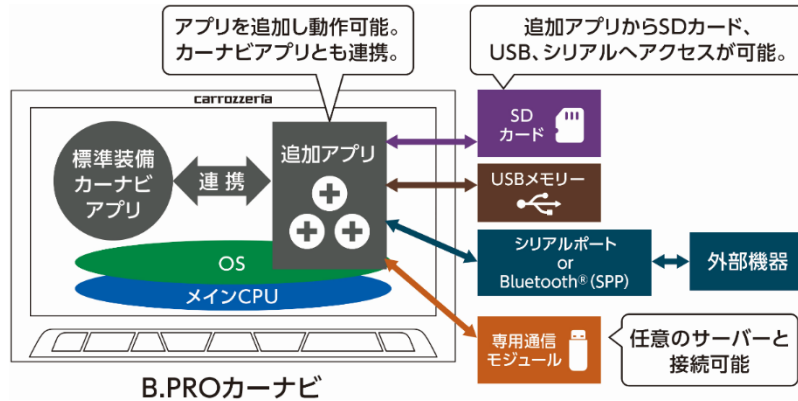 アプリを追加し動作可能。
カーナビアプリとも連携。
追加アプリからSDカード、
USB、シリアルへアクセスが可能。
carrozzeria
標準装備
カーナビ
アプリ
連携
追加アプリ
OS
メインCPU
SD
カード
USBメモリー
シリアルポート
or
Bluetooth®(SPP)
外部機器
専用通信
モジュール
任意のサーバーと
接続可能
B.PROカーナビ